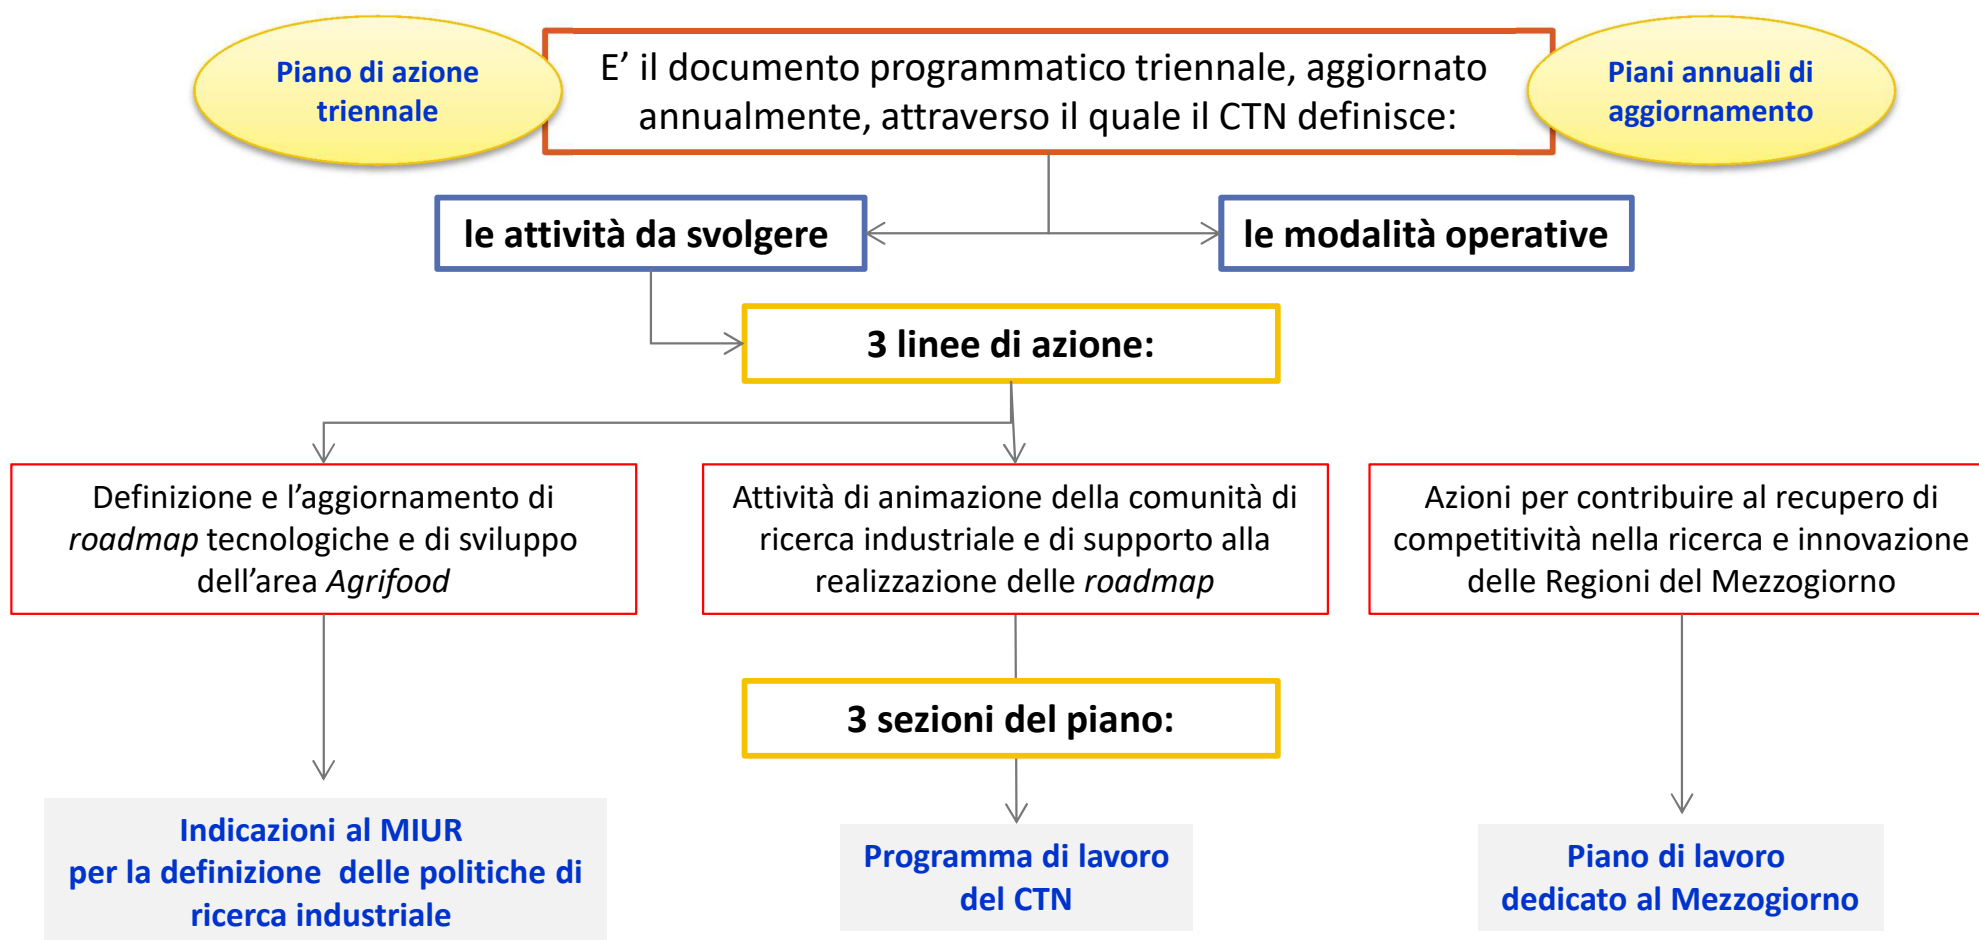 Piano di azione
triennale
E’ il documento programmatico triennale, aggiornato
annualmente, attraverso il quale il CTN definisce:
Piani annuali di
aggiornamento
le attività da svolgere
le modalità operative
3 linee di azione:
Definizione e l’aggiornamento di
roadmap tecnologiche e di sviluppo
dell’area Agrifood
Attività di animazione della comunità di
ricerca industriale e di supporto alla
realizzazione delle roadmap
Azioni per contribuire al recupero di
competitività nella ricerca e innovazione
delle Regioni del Mezzogiorno
3 sezioni del piano:
Indicazioni al MIUR
per la definizione  delle politiche di
ricerca industriale
Programma di lavoro
del CTN
Piano di lavoro
dedicato al Mezzogiorno